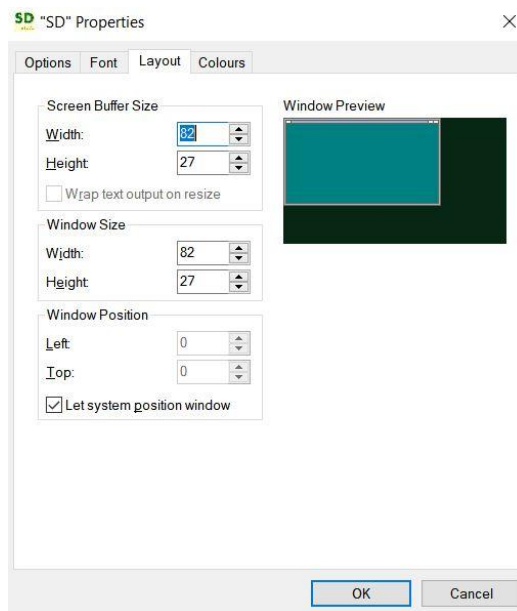 SD "SD" Properties
Options Font Layout Colours
Screen Buffer Size
Width: 82
Height: 27
Wrap text output on resize
Window Size
Width: 82
Height: 27
Window Position
Left: 0
Top: 0
Let system position window
Window Preview
OK Cancel